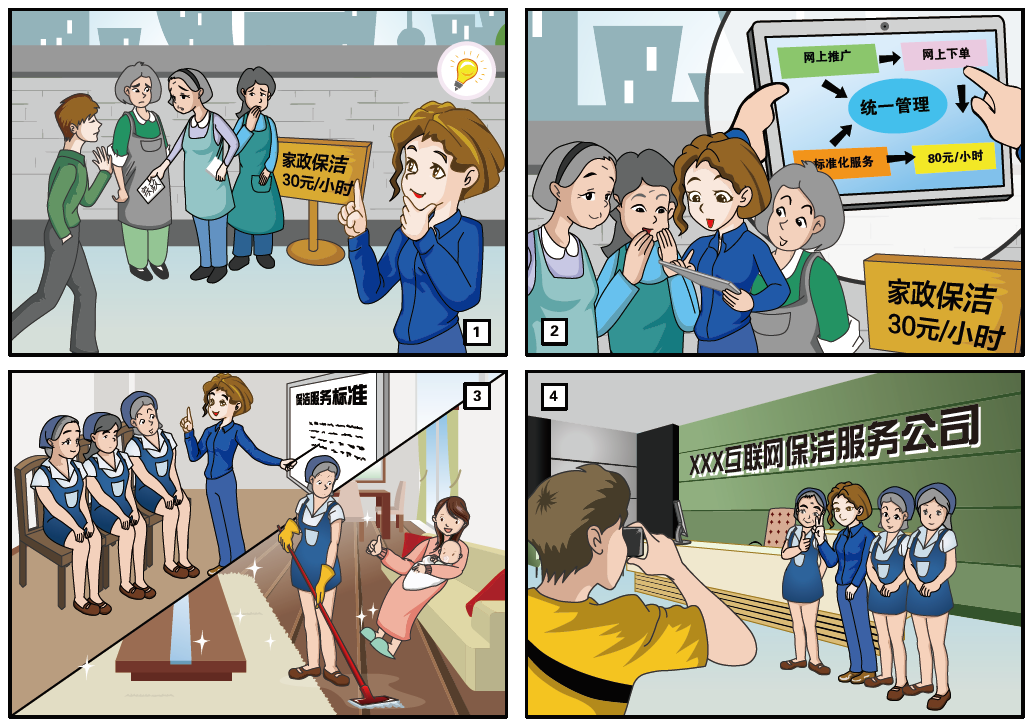 家政
家政保洁
30元/小时
1
网上推广
网上下单
统一管理
标准化服务
80元/小时
家政保洁
30元/小时
2
保洁服务标准
3
4
XXX互联网保洁服务公司